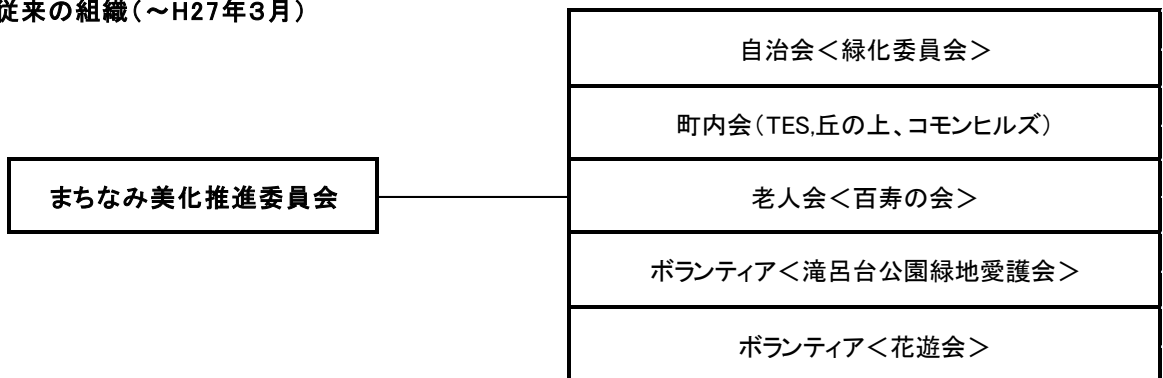 従来の組織（～H27年３月）
自治会＜緑化委員会＞
町内会（TES,丘の上、コモンヒルズ）
まちなみ美化推進委員会
老人会＜百寿の会＞
ボランティア＜滝呂台公園緑地愛護会＞
ボランティア＜花遊会＞